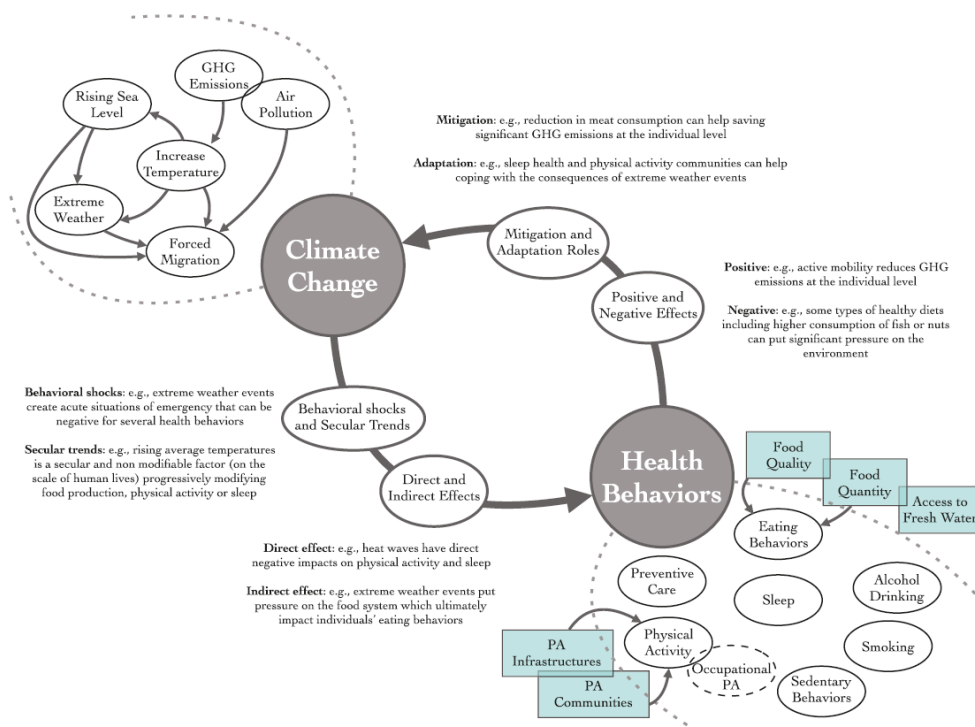 GHG
Emissions
Air
Pollution
Rising Sea
Level
Increase
Temperature
Extreme
Weather
Forced
Migration
Mitigation: e.g., reduction in meat consumption can help saving
significant GHG emissions at the individual level
Adaptation: e.g., sleep health and physical activity communities can help
coping with the consequences of extreme weather events
Climate
Change
Mitigation and
Adaptation Roles
Positive and
Negative Effects
Positive: e.g., active mobility reduces GHG
emissions at the individual level
Negative: e.g., some types of healthy diets
including higher consumption of fish or nuts
can put significant pressure on the
environment
Behavioral shocks: e.g., extreme weather events
create acute situations of emergency that can be
negative for several health behaviors
Secular trends: e.g., rising average temperatures
is a secular and non modifiable factor (on the
scale of human lives) progressively modifying
food production, physical activity or sleep
Behavioral shocks
and Secular Trends
Direct and
Indirect Effects
Direct effect: e.g., heat waves have direct
negative impacts on physical activity and sleep
Indirect effect: e.g., extreme weather events put
pressure on the food system which ultimately
impact individuals' eating behaviors
Health
Behaviors
Food
Quality
Food
Quantity
Access to
Fresh Water
Eating
Behaviors
Preventive
Care
Sleep
Alcohol
Drinking
PA
Infrastructures
PA
Communities
Physical
Activity
Occupational
PA
Smoking
Sedentary
Behaviors